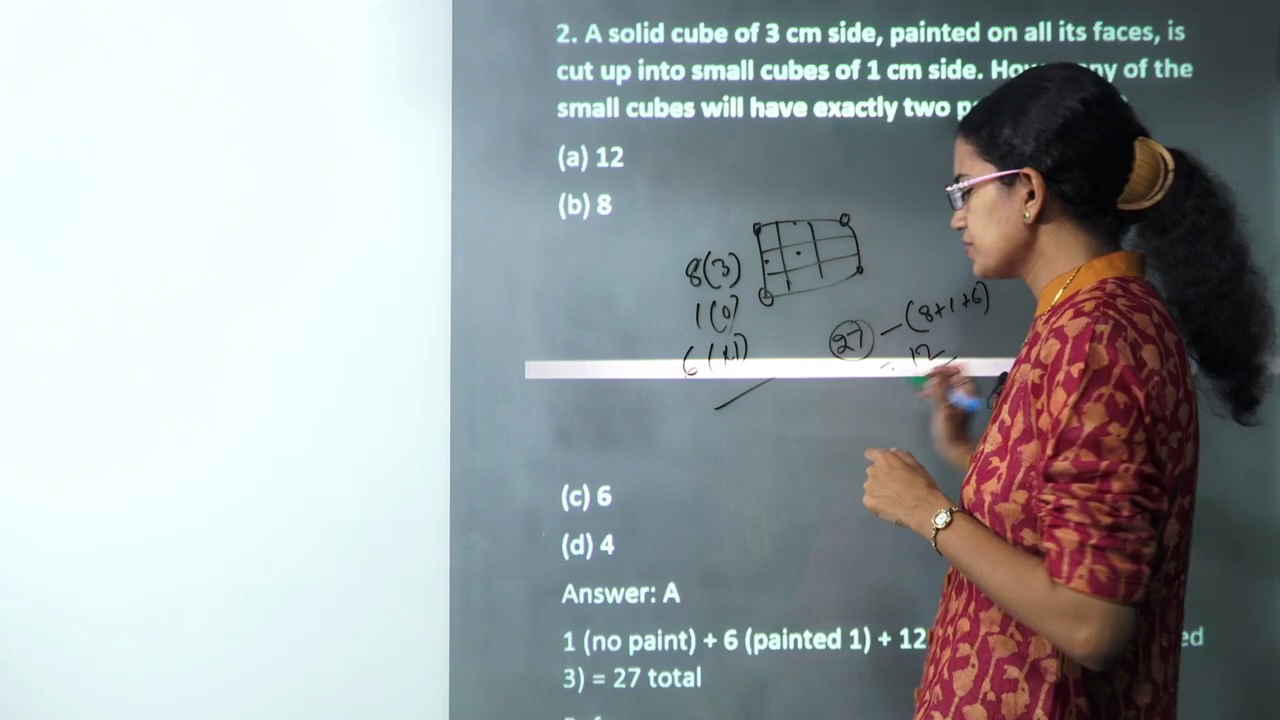 2. A solid cube of 3 cm side, painted on all its faces, is
cut up into small cubes of 1 cm side. of the
small cubes will have exactly two
(a) 12
(b) 8
8(3)
1(0)
6(1)
27 - (8+1+6)
= 12
(c) 6
(d) 4
Answer: A
1 (no paint) + 6 (painted 1) + 12
3) = 27 total